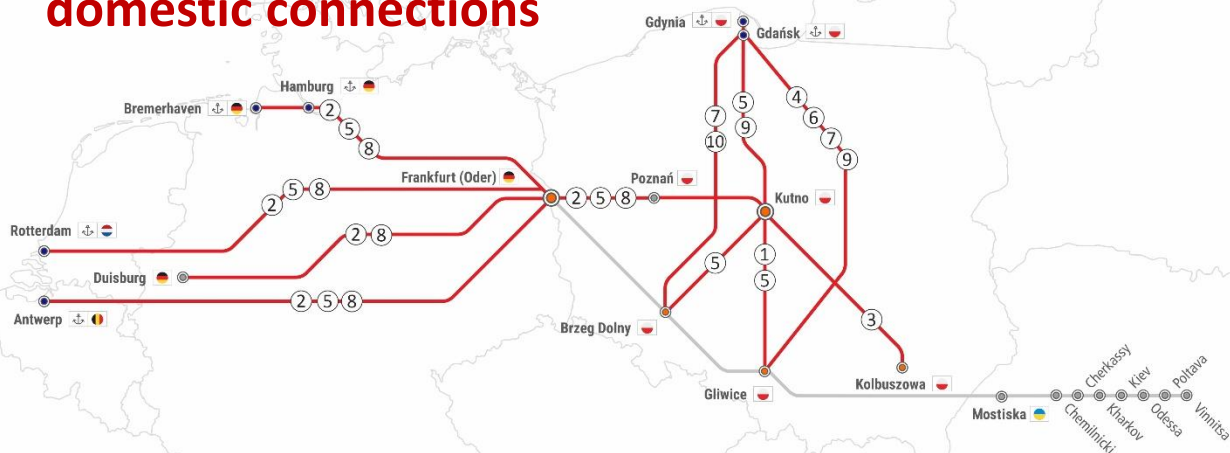 domestic connections
Gdynia
Gdańsk
Hamburg
Bremerhaven
2
5
8
7
10
5
9
4
6
7
9
Frankfurt (Oder)
Poznań
5 8
2
2 5 8
Kutno
Rotterdam
2 8
Duisburg
5
1
5
2 5 8
Antwerp
Brzeg Dolny
3
Gliwice
Kolbuszowa
Mostiska
Chemilnicki
Cherkassy
Kharkov
Kiev
Odessa
Poltava
Vinnitsa